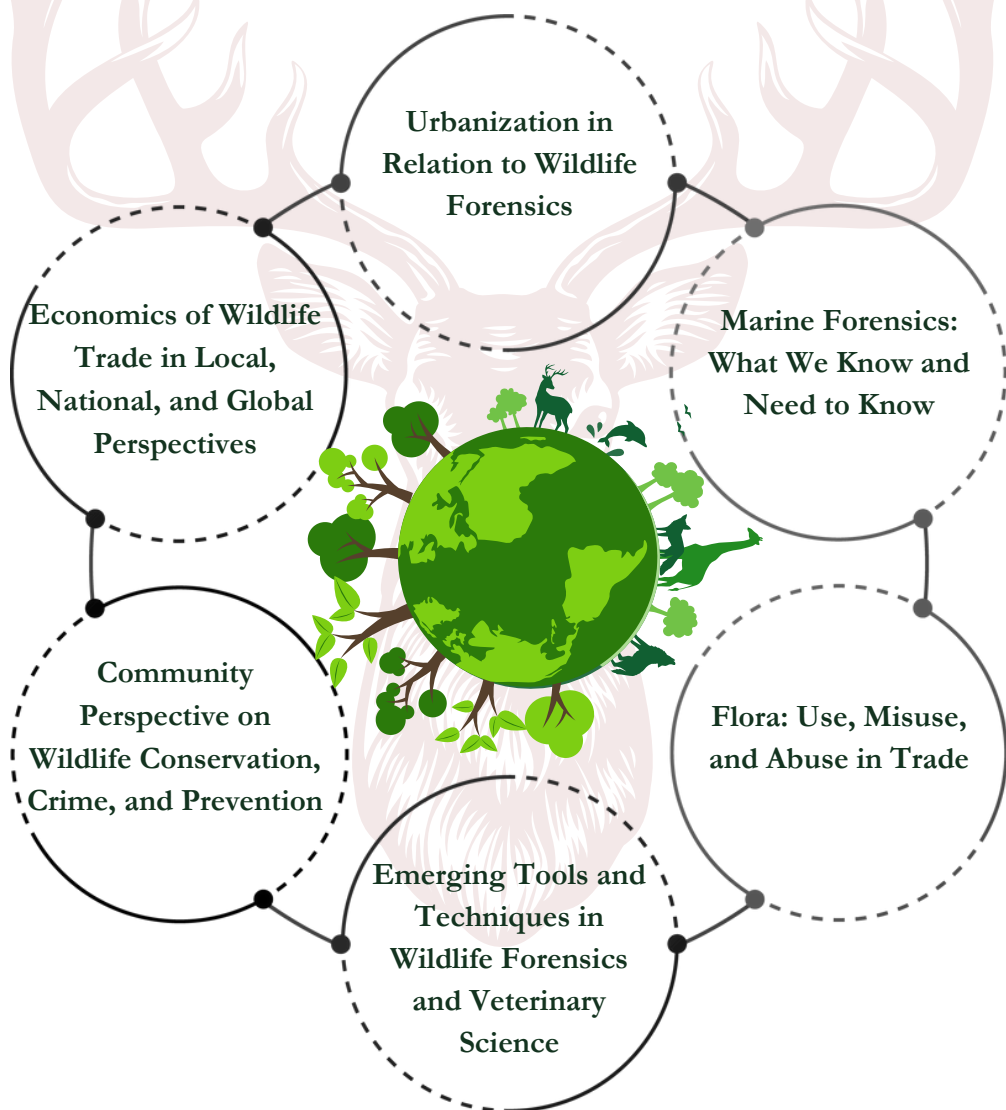 Urbanization in
Relation to Wildlife
Forensics
Economics of Wildlife
Trade in Local,
National, and Global
Perspectives
Marine Forensics:
What We Know and
Need to Know
Community
Perspective on
Wildlife Conservation,
Crime, and Prevention
Flora: Use, Misuse,
and Abuse in Trade
Emerging Tools and
Techniques in
Wildlife Forensics
and Veterinary
Science